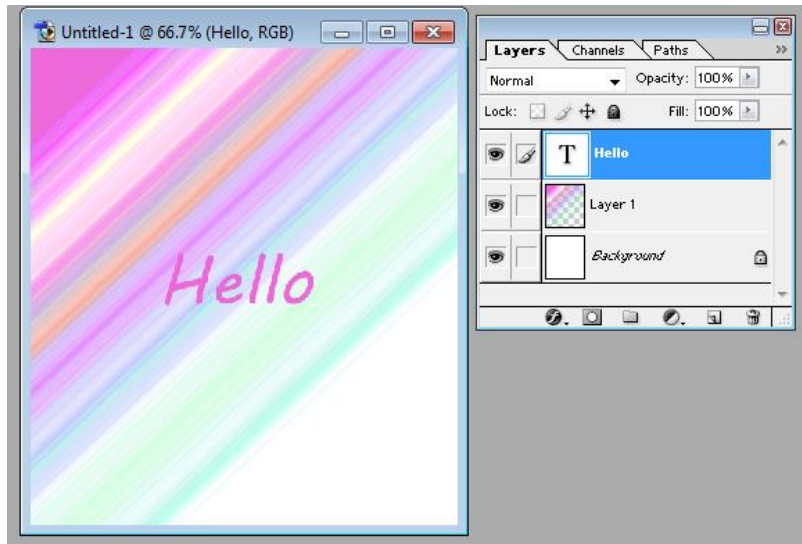 Untitled-1 @ 66.7% (Hello, RGB)
Hello
Layers Channels Paths
Normal Opacity: 100%
Lock: Fill: 100%
T Hello
Layer 1
Background